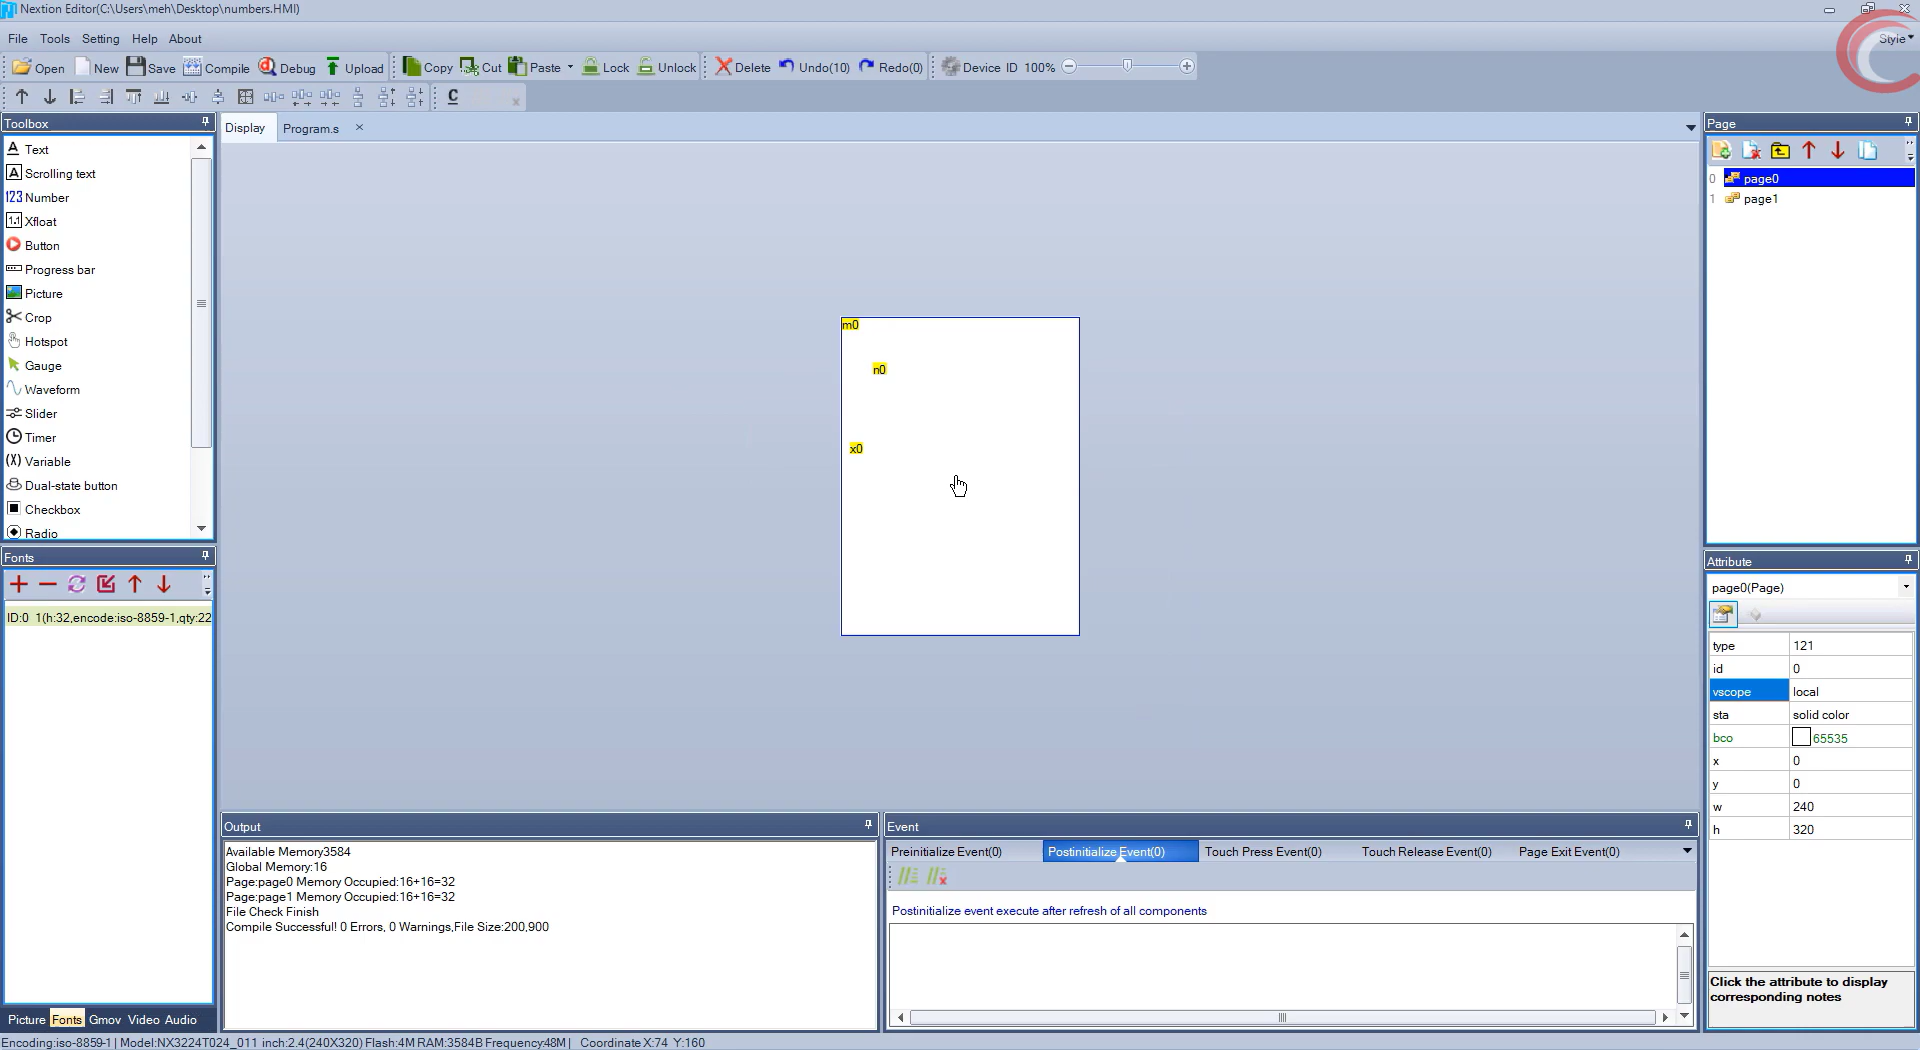 Nextion Editor(C:\Users\meh\Desktop\numbers.HMI)
File Tools Setting Help About
Style
Open New Save Compile Debug Upload Copy Cut Paste Lock Unlock Delete Undo(10) Redo(0) Device ID 100%
C
Toolbox
Text
Scrolling text
123 Number
1.1 Xfloat
Button
Progress bar
Picture
Crop
Hotspot
Gauge
Waveform
Slider
Timer
(X) Variable
Dual-state button
Checkbox
Radio
Fonts
ID:0 1(h:32,encode:iso-8859-1,qty:22
Picture Fonts Gmov Video Audio
Display Program.s
m0
n0
x0
Output
Available Memory3584
Global Memory:16
Page:page0 Memory Occupied:16+16=32
Page:page1 Memory Occupied:16+16=32
File Check Finish
Compile Successful! 0 Errors, 0 Warnings,File Size:200,900
Event
Preinitialize Event(0) Postinitialize Event(0) Touch Press Event(0) Touch Release Event(0) Page Exit Event(0)
Postinitialize event execute after refresh of all components
Page
0 page0
1 page1
Attribute
page0(Page)
type 121
id 0
vscope local
sta solid color
bco 65535
x 0
y 0
w 240
h 320
Click the attribute to display
corresponding notes
Encoding:iso-8859-1| Model:NX3224T024_011 inch:2.4(240X320) Flash:4M RAM:3584B Frequency:48M| Coordinate X:74 Y:160